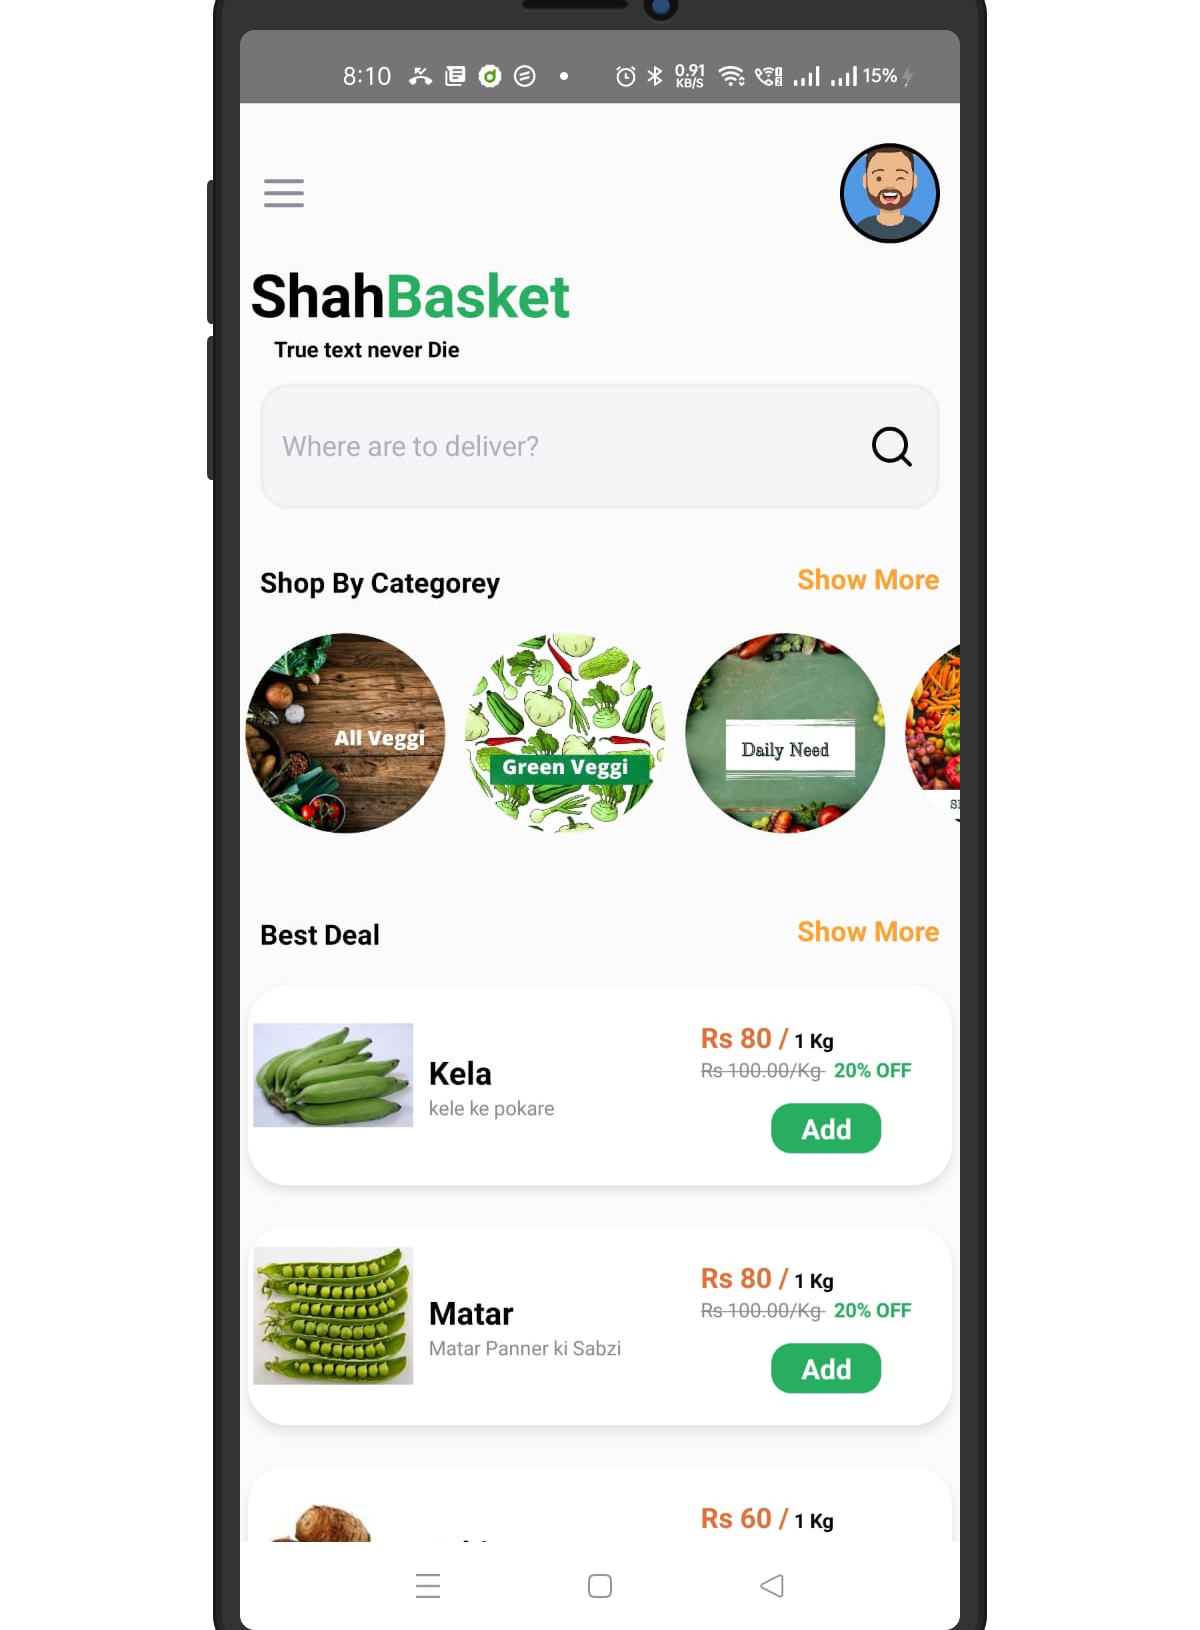 8:10 0.91 KB/S 15%
ShahBasket
True text never Die
Where are to deliver?
Shop By Categorey Show More
All Veggi
Green Veggi
Daily Need
Best Deal Show More
Rs 80 / 1 Kg
Kela
Rs 100.00/Kg 20% OFF
kele ke pokare
Add
Rs 80 / 1 Kg
Matar
Rs 100.00/Kg 20% OFF
Matar Panner ki Sabzi
Add
Rs 60 / 1 Kg